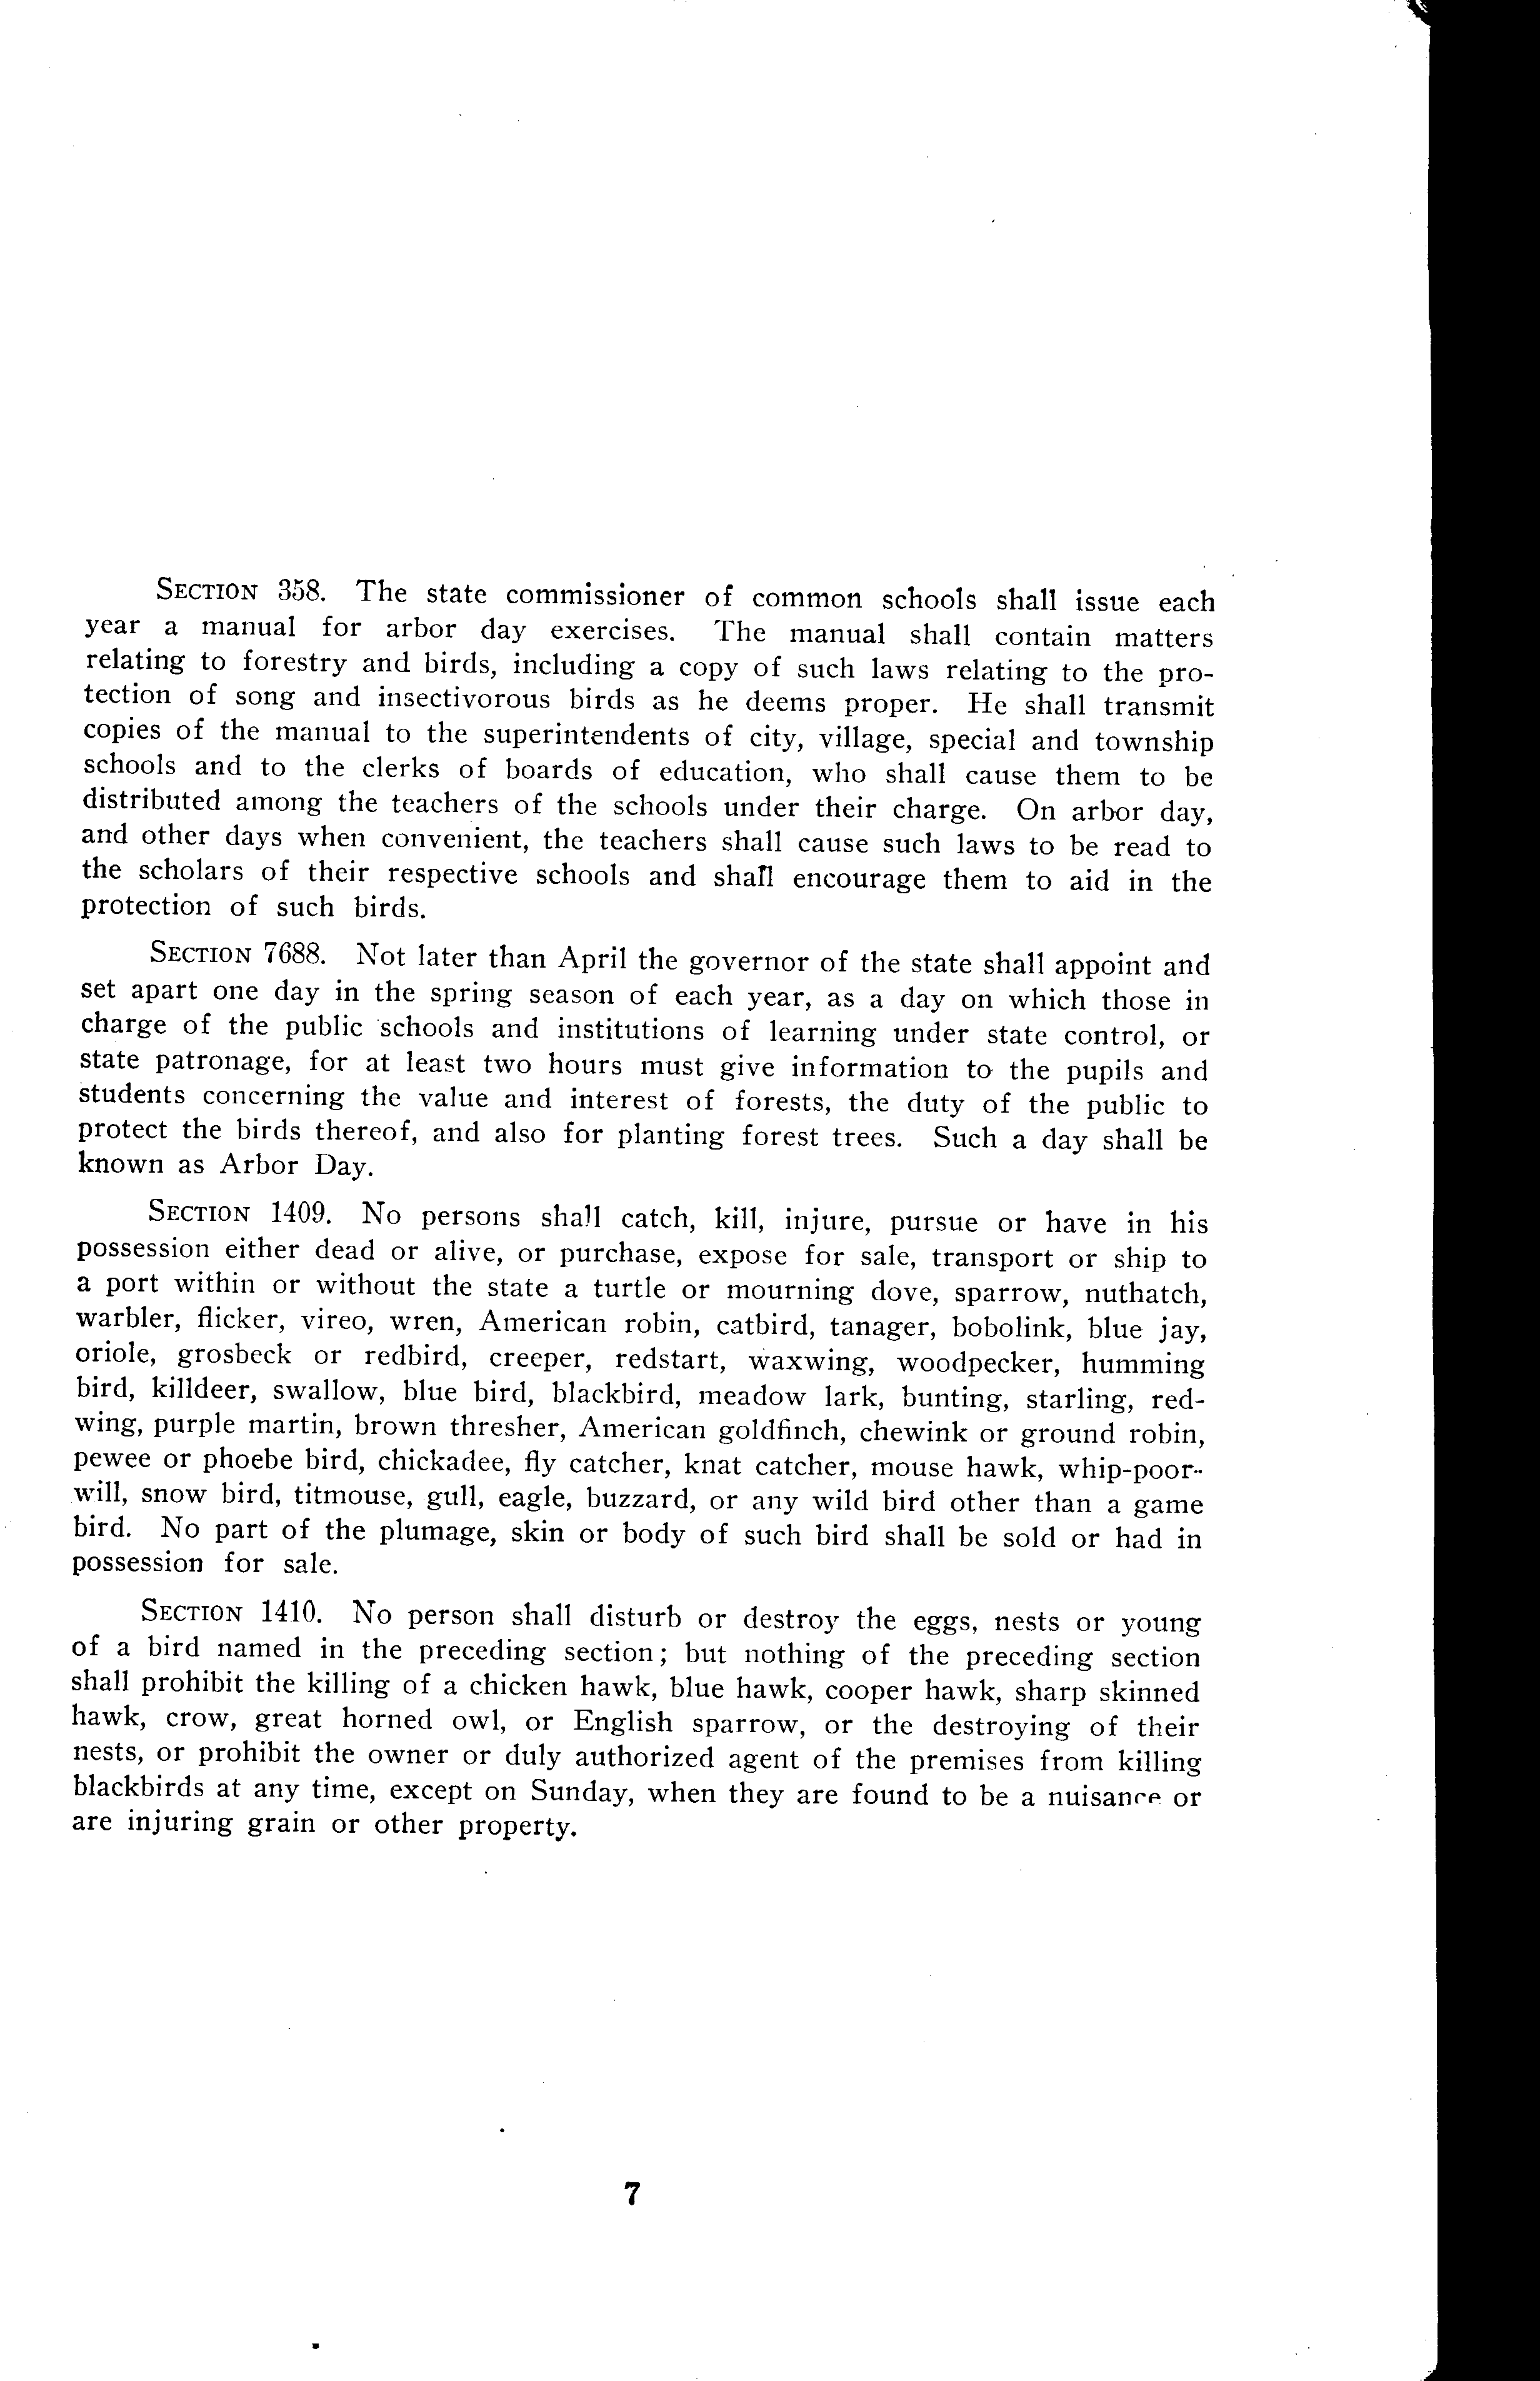 SECTION 358. The state commissioner of common schools shall issue each
year a manual for arbor day exercises. The manual shall contain matters
relating to forestry and birds, including a copy of such laws relating to the pro-
tection of song and insectivorous birds as he deems proper. He shall transmit
copies of the manual to the superintendents of city, village, special and township
schools and to the clerks of boards of education, who shall cause them to be
distributed among the teachers of the schools under their charge. On arbor day,
and other days when convenient, the teachers shall cause such laws to be read to
the scholars of their respective schools and shall encourage them to aid in the
protection of such birds.
SECTION 7688. Not later than April the governor of the state shall appoint and
set apart one day in the spring season of each year, as a day on which those in
charge of the public schools and institutions of learning under state control, or
state patronage, for at least two hours must give information to the pupils and
students concerning the value and interest of forests, the duty of the public to
protect the birds thereof, and also for planting forest trees. Such a day shall be
known as Arbor Day.
SECTION 1409. No persons shall catch, kill, injure, pursue or have in his
possession either dead or alive, or purchase, expose for sale, transport or ship to
a port within or without the state a turtle or mourning dove, sparrow, nuthatch,
warbler, flicker, vireo, wren, American robin, catbird, tanager, bobolink, blue jay,
oriole, grosbeck or redbird, creeper, redstart, waxwing, woodpecker, humming
bird, killdeer, swallow, blue bird, blackbird, meadow lark, bunting, starling, red-
wing, purple martin, brown thresher, American goldfinch, chewink or ground robin,
pewee or phoebe bird, chickadee, fly catcher, knat catcher, mouse hawk, whip-poor-
will, snow bird, titmouse, gull, eagle, buzzard, or any wild bird other than a game
bird. No part of the plumage, skin or body of such bird shall be sold or had in
possession for sale.
SECTION 1410. No person shall disturb or destroy the eggs, nests or young
of a bird named in the preceding section; but nothing of the preceding section
shall prohibit the killing of a chicken hawk, blue hawk, cooper hawk, sharp skinned
hawk, crow, great horned owl, or English sparrow, or the destroying of their
nests, or prohibit the owner or duly authorized agent of the premises from killing
blackbirds at any time, except on Sunday, when they are found to be a nuisance or
are injuring grain or other property.
7